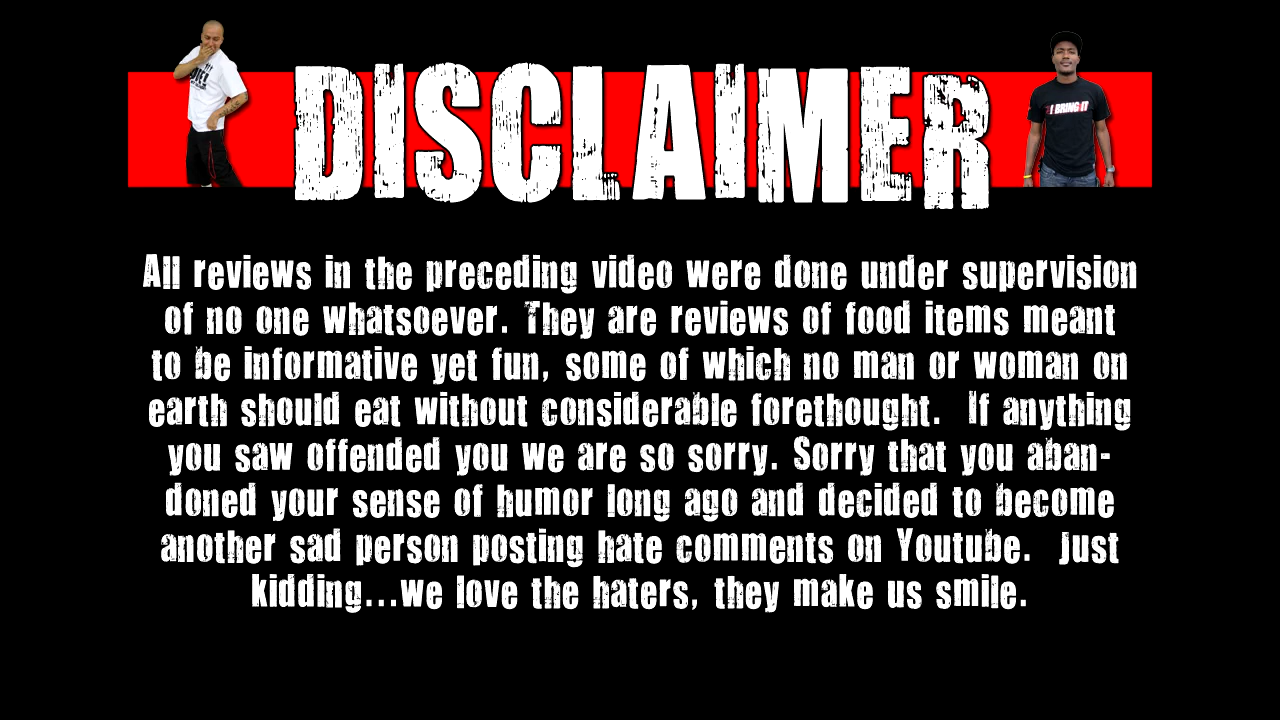 DISCLAIMER
I BRING IT
All reviews in the preceding video were done under supervision
of no one whatsoever. They are reviews of food items meant
to be informative yet fun, some of which no man or woman on
earth should eat without considerable forethought. If anything
you saw offended you we are so sorry. Sorry that you aban-
doned your sense of humor long ago and decided to become
another sad person posting hate comments on Youtube. Just
kidding...we love the haters, they make us smile.